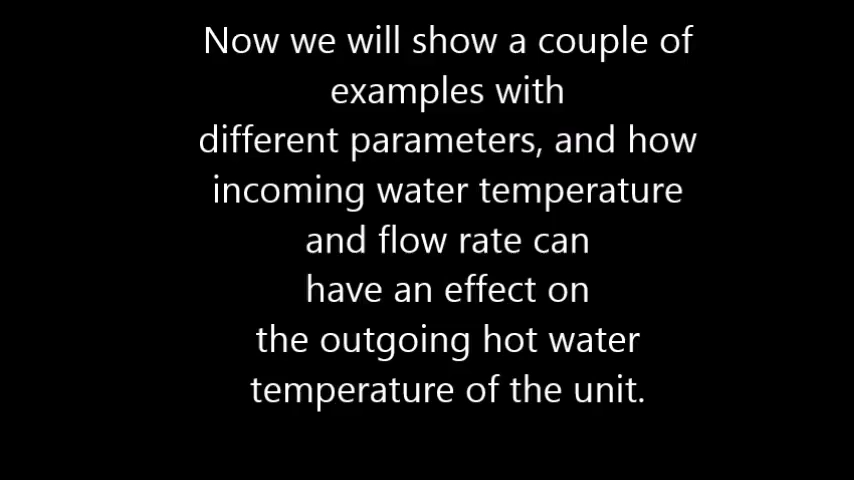 Now we will show a couple of
examples with
different parameters, and how
incoming water temperature
and flow rate can
have an effect on
the outgoing hot water
temperature of the unit.